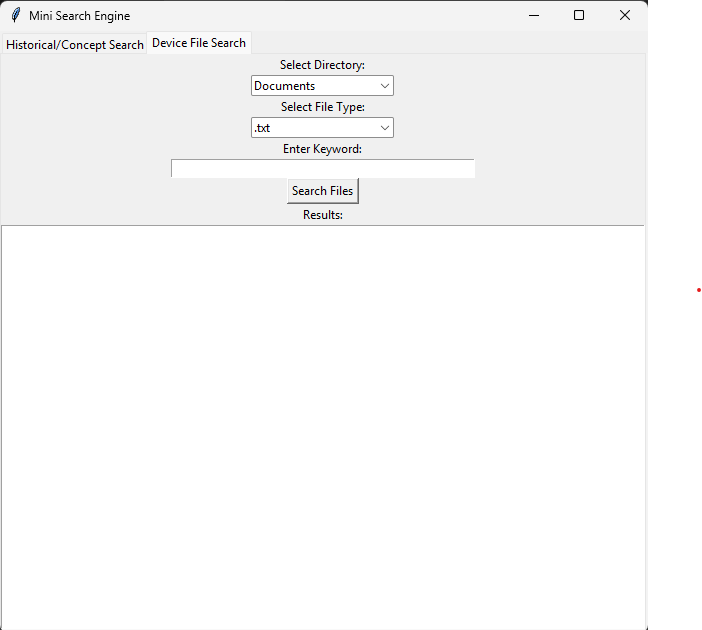 Mini Search Engine
Historical/Concept Search Device File Search
Select Directory:
Documents
Select File Type:
.txt
Enter Keyword:
Search Files
Results: